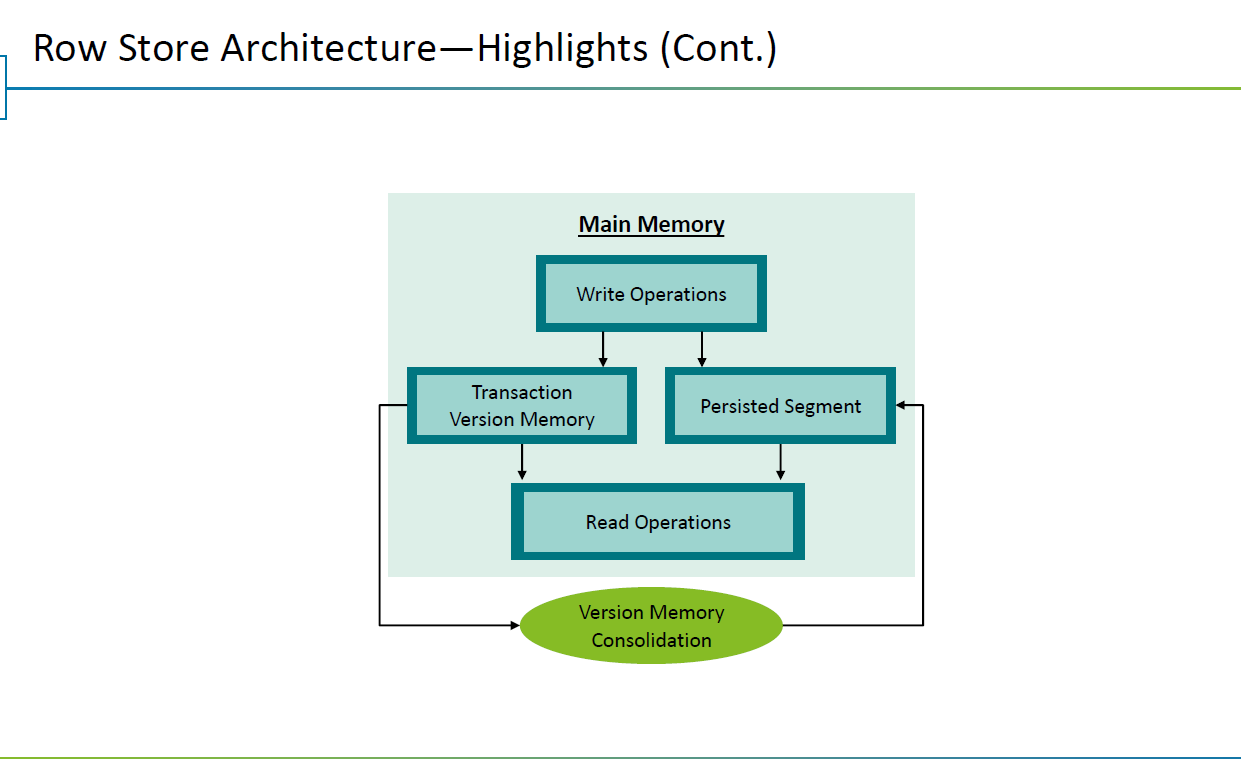 Row Store Architecture—Highlights (Cont.)
Main Memory
Write Operations
Transaction
Version Memory
Persisted Segment
Read Operations
Version Memory
Consolidation